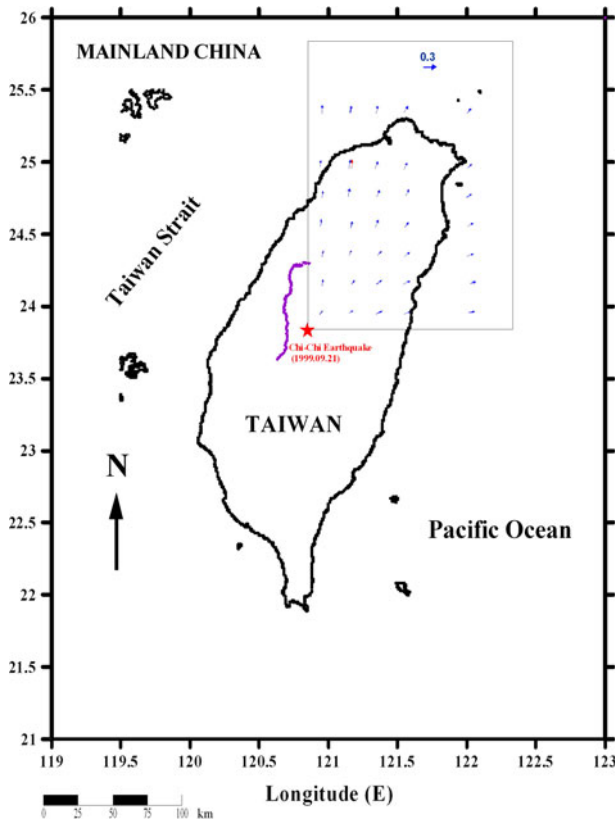 26
25.5
25
24.5
24
23.5
23
22.5
22
21.5
21
MAINLAND CHINA
0.3
Taiwan Strait
Chi-Chi Earthquake
(1999.09.21)
TAIWAN
N
Pacific Ocean
119 119.5 120 120.5 121 121.5 122 122.5 123
Longitude (E)
0 25 50 75 100 km